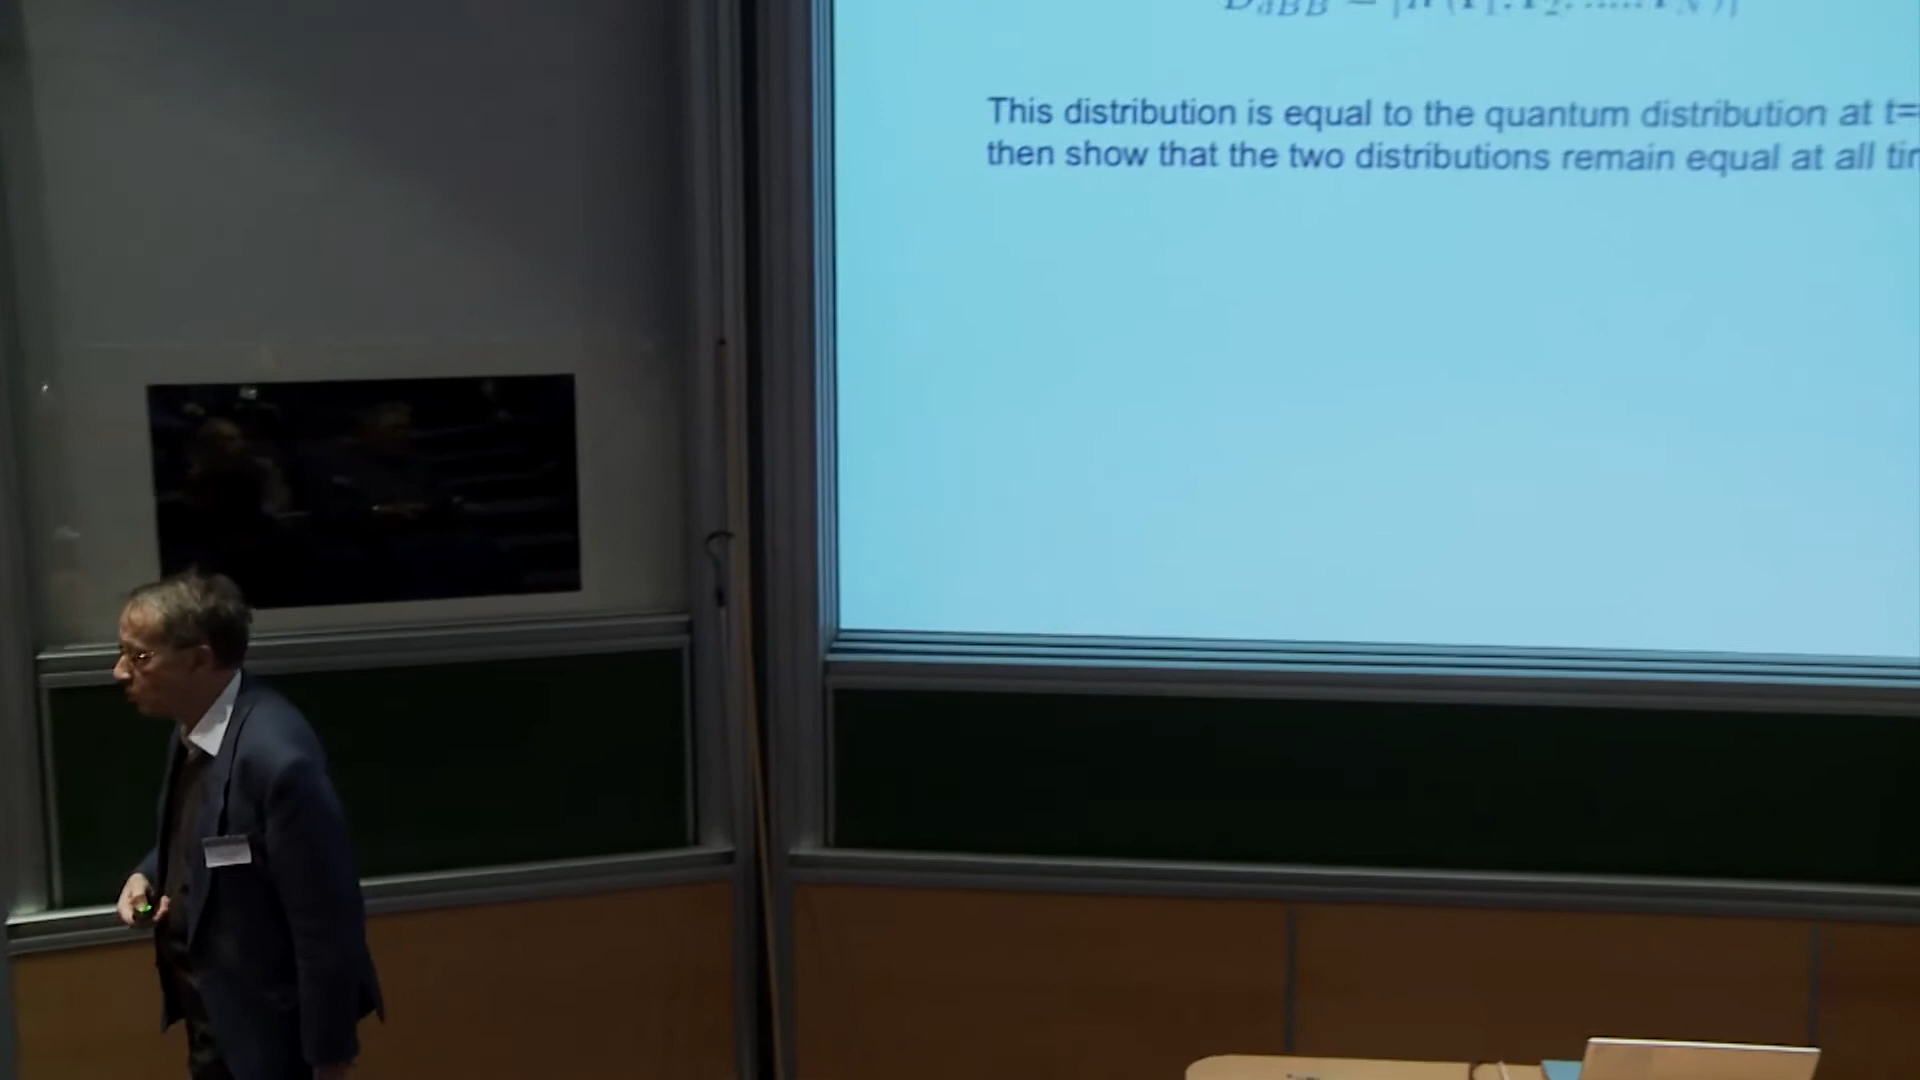 This distribution is equal to the quantum distribution at t=
then show that the two distributions remain equal at all